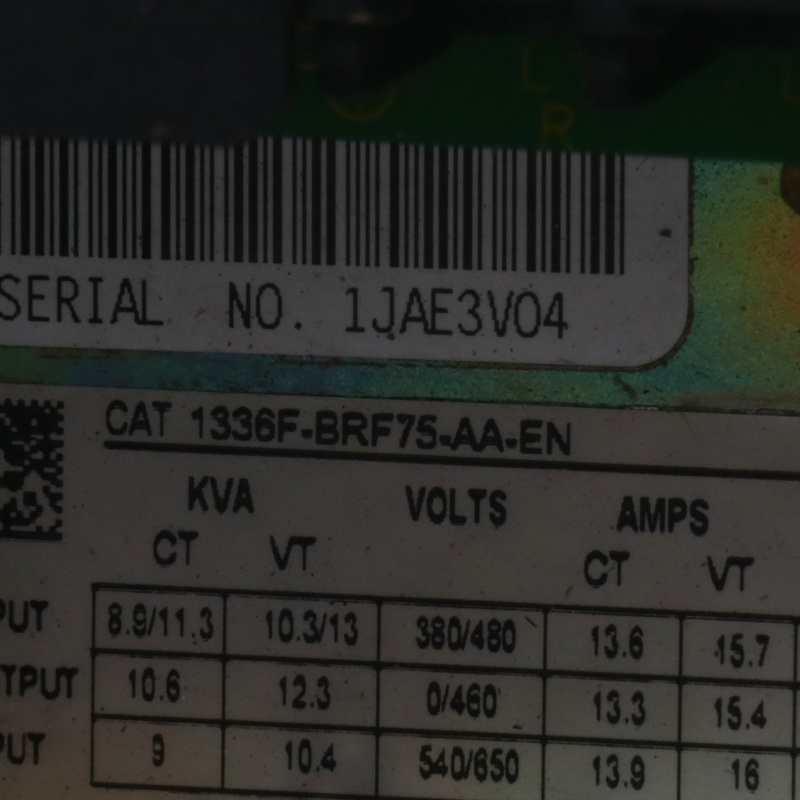 L
R
SERIAL NO. 1JAE3V04
CAT 1336F-BRF75-AA-EN
KVA VOLTS AMPS
CT VT CT VT
PUT 8.9/11.3 10.3/13 380/480 13.6 15.7
TPUT 10.6 12.3 0/460 13.3 15.4
PUT 9 10.4 540/650 13.9 16